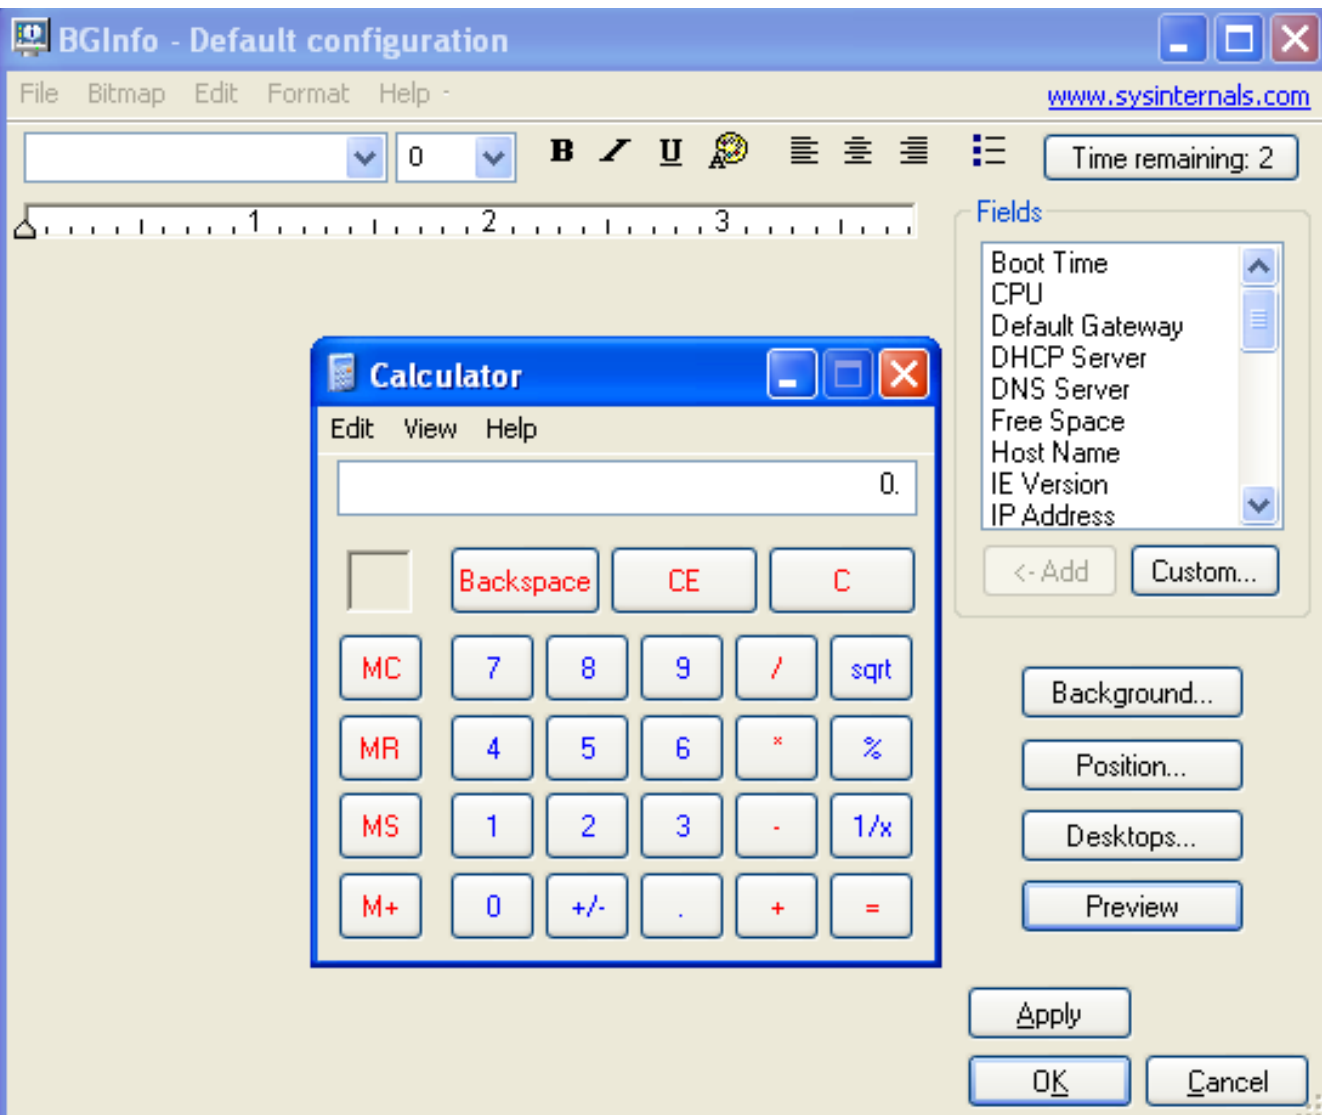 BGInfo - Default configuration
File Bitmap Edit Format Help -
www.sysinternals.com
0
B I U A
Time remaining: 2
1 2 3
Fields
Boot Time
CPU
Default Gateway
DHCP Server
DNS Server
Free Space
Host Name
IE Version
IP Address
<- Add
Custom...
Calculator
Edit View Help
0.
Backspace CE C
MC 7 8 9 / sqrt
MR 4 5 6 * %
MS 1 2 3 - 1/x
M+ 0 +/- . + =
Background...
Position...
Desktops...
Preview
Apply
OK
Cancel